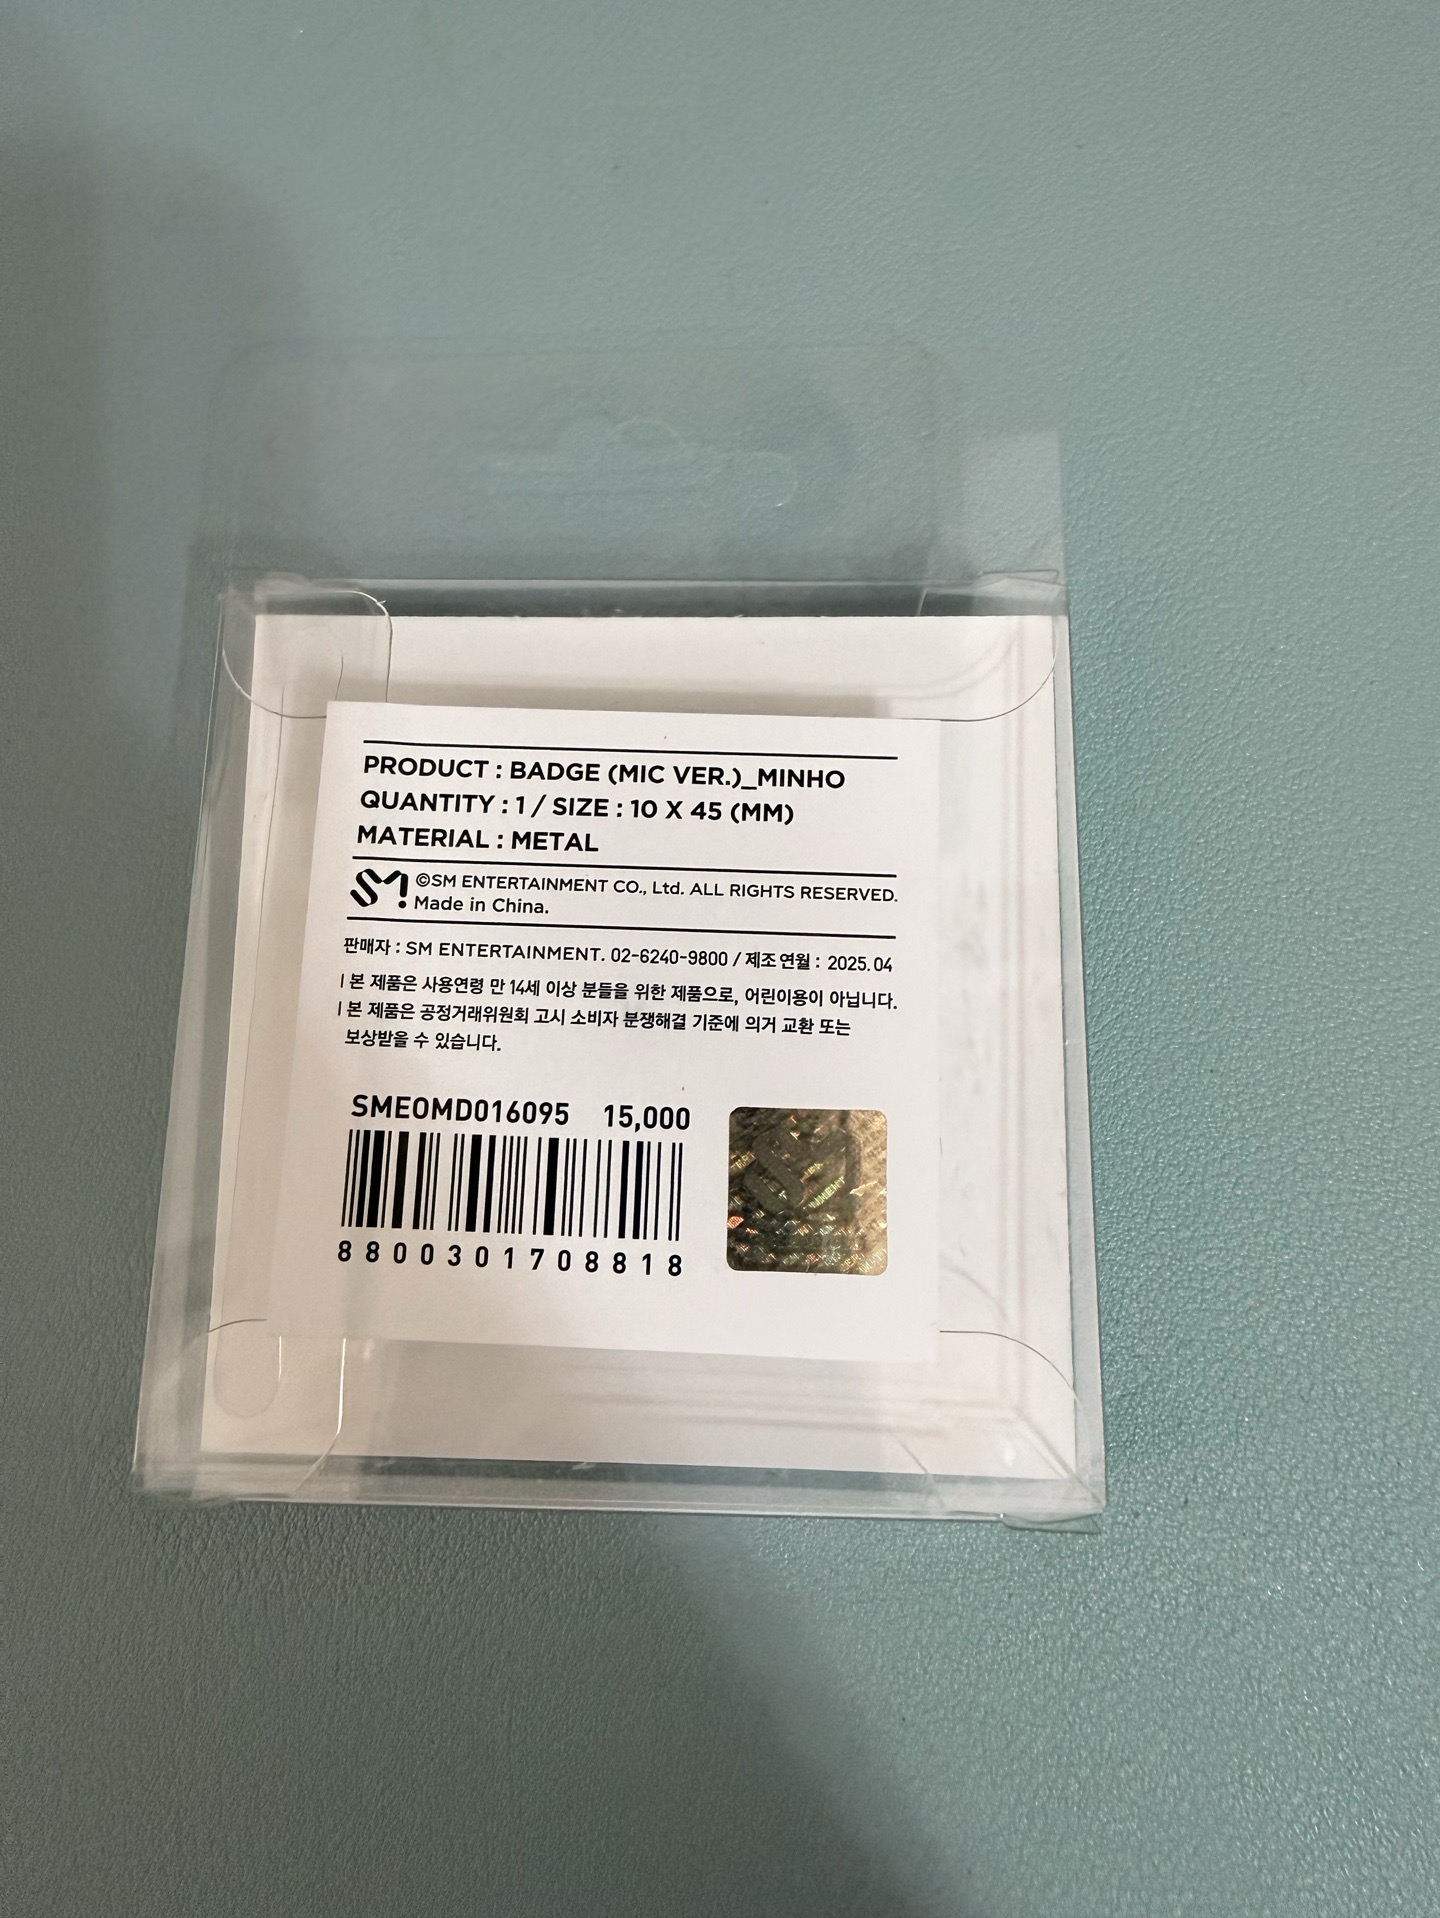 PRODUCT : BADGE (MIC VER.)_MINHO
QUANTITY : 1 / SIZE : 10 X 45 (MM)
MATERIAL : METAL
SM ©SM ENTERTAINMENT CO., Ltd. ALL RIGHTS RESERVED.
Made in China.
판매자 : SM ENTERTAINMENT. 02-6240-9800 / 제조연월 : 2025.04
| 본 제품은 사용연령 만 14세 이상 분들을 위한 제품으로, 어린이용이 아닙니다.
| 본 제품은 공정거래위원회 고시 소비자 분쟁해결 기준에 의거 교환 또는
보상받을 수 있습니다.
SMEOMD016095 15,000
8800301708818